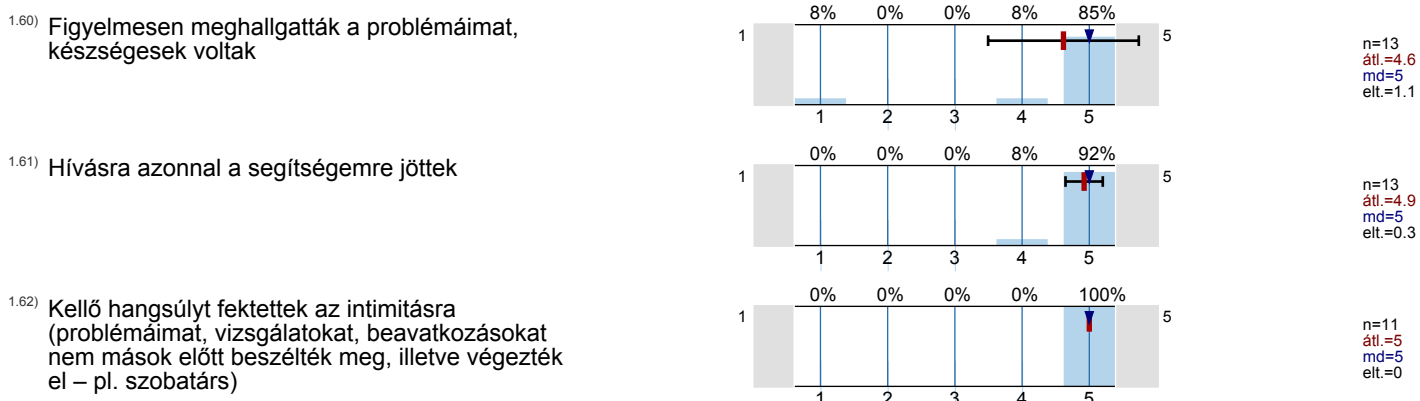 1.60) Figyelmesen meghallgatták a problémáimat,
készségesek voltak
8% 0% 0% 8% 85%
1 5
1 2 3 4 5
n=13
átl.=4.6
md=5
elt.=1.1
1.61) Hívásra azonnal a segítségemre jöttek
0% 0% 0% 8% 92%
1 5
1 2 3 4 5
n=13
átl.=4.9
md=5
elt.=0.3
1.62) Kellő hangsúlyt fektettek az intimitásra
(problémáimat, vizsgálatokat, beavatkozásokat
nem mások előtt beszélték meg, illetve végezték
el – pl. szobatárs)
0% 0% 0% 0% 100%
1 5
1 2 3 4 5
n=11
átl.=5
md=5
elt.=0